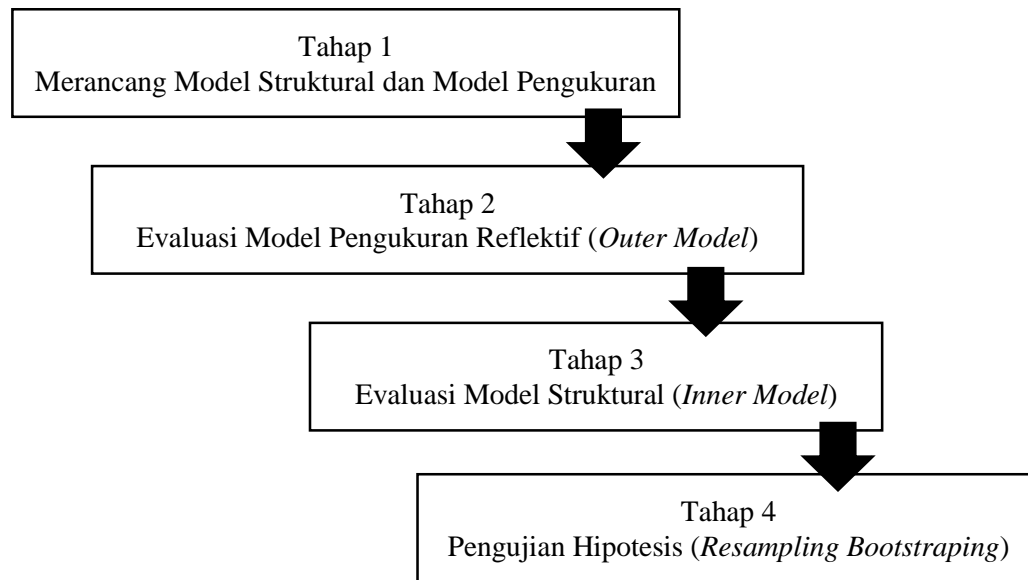 Tahap 1
Merancang Model Struktural dan Model Pengukuran
Tahap 2
Evaluasi Model Pengukuran Reflektif (Outer Model)
Tahap 3
Evaluasi Model Struktural (Inner Model)
Tahap 4
Pengujian Hipotesis (Resampling Bootstraping)